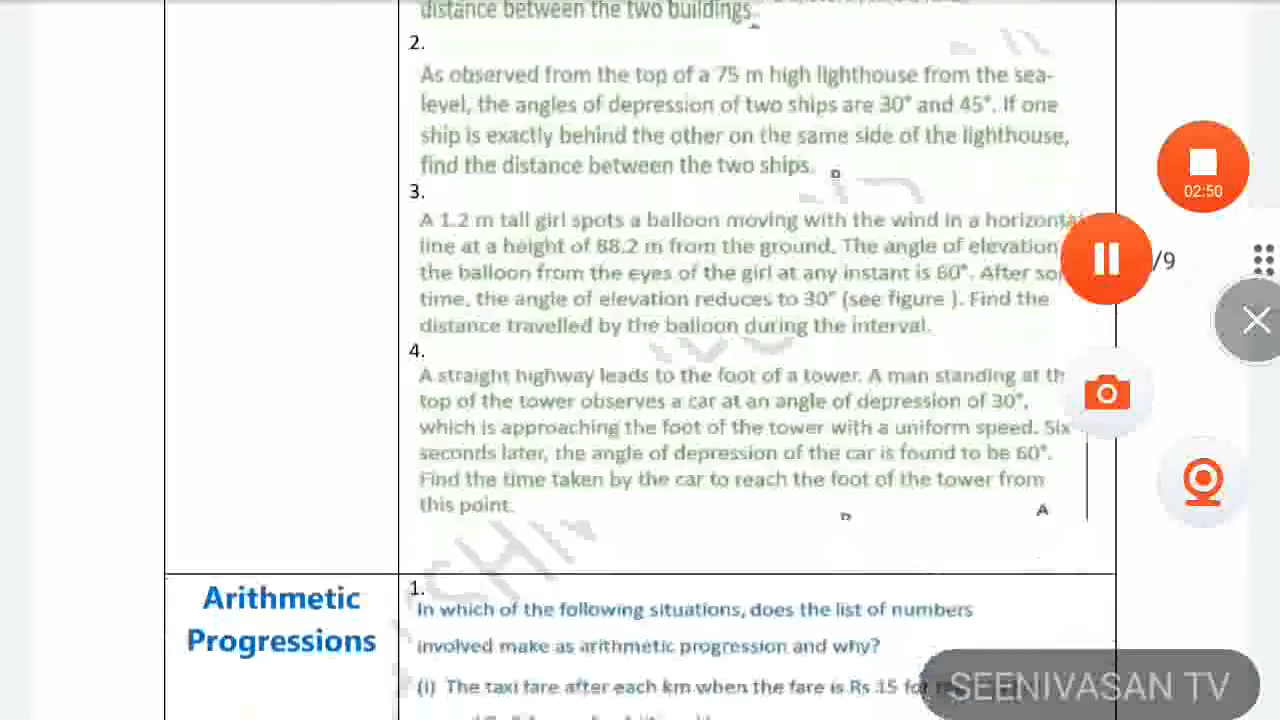 distance between the two buildings.
2.
As observed from the top of a 75 m high lighthouse from the sea-
level, the angles of depression of two ships are 30° and 45°. If one
ship is exactly behind the other on the same side of the lighthouse,
find the distance between the two ships.
D
3.
A 1.2 m tall girl spots a balloon moving with the wind in a horizontal
line at a height of 88.2 m from the ground. The angle of elevation
the balloon from the eyes of the girl at any instant is 60°. After so
time, the angle of elevation reduces to 30° (see figure ). Find the
distance travelled by the balloon during the interval.
4.
A straight highway leads to the foot of a tower. A man standing at th
top of the tower observes a car at an angle of depression of 30°,
which is approaching the foot of the tower with a uniform speed. Six
seconds later, the angle of depression of the car is found to be 60°.
Find the time taken by the car to reach the foot of the tower from
this point.
A
Arithmetic
Progressions
1.
In which of the following situations, does the list of numbers
involved make as arithmetic progression and why?
(i) The taxi fare after each km when the fare is Rs 15 for
02:50
/9
SEENIVASAN TV